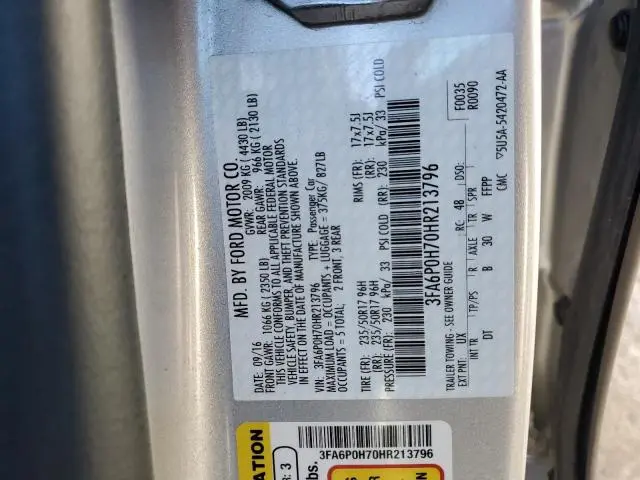 MFD. BY FORD MOTOR CO.
DATE: 09/16 GVWR: 2009 KG ( 4430 LB)
FRONT GAWR: 1066 KG ( 2350 LB) REAR GAWR: 966 KG ( 2130 LB)
THIS VEHICLE CONFORMS TO ALL APPLICABLE FEDERAL MOTOR
VEHICLE SAFETY, BUMPER, AND THEFT PREVENTION STANDARDS
IN EFFECT ON THE DATE OF MANUFACTURE SHOWN ABOVE.
VIN: 3FA6P0H70HR213796 TYPE: Passenger Car
MAXIMUM LOAD = OCCUPANTS + LUGGAGE = 375KG/ 827LB
OCCUPANTS = 5 TOTAL: 2 FRONT, 3 REAR
TIRE (FR): 235/50R17 96H RIMS (FR): 17x7.5J
(RR): 235/50R17 96H (RR): 17x7.5J
PRESSURE (FR): 230 kPa/ 33 PSI COLD (RR): 230 kPa/ 33 PSI COLD
3FA6P0H70HR213796
F0035
R0090
TRAILER TOWING - SEE OWNER GUIDE
EXT PNT: UX RC: 48 DSO:
INT TR TP/PS R AXLE TR SPR
DT B 30 W FFPP
CMC ▽5U5A-5420472-AA
3FA6P0H70HR213796